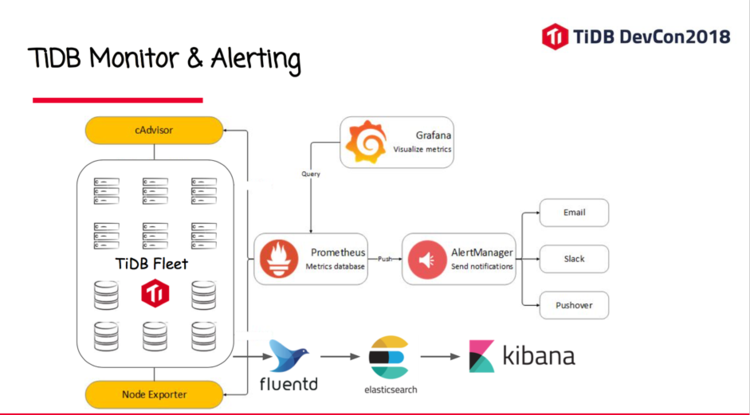 TiDB DevCon2018
TiDB Monitor & Alerting
cAdvisor
Grafana
Visualize metrics
Query
Email
Prometheus
Metrics database
Push
AlertManager
Send notifications
Slack
TiDB Fleet
Pushover
fluentd
elasticsearch
kibana
Node Exporter